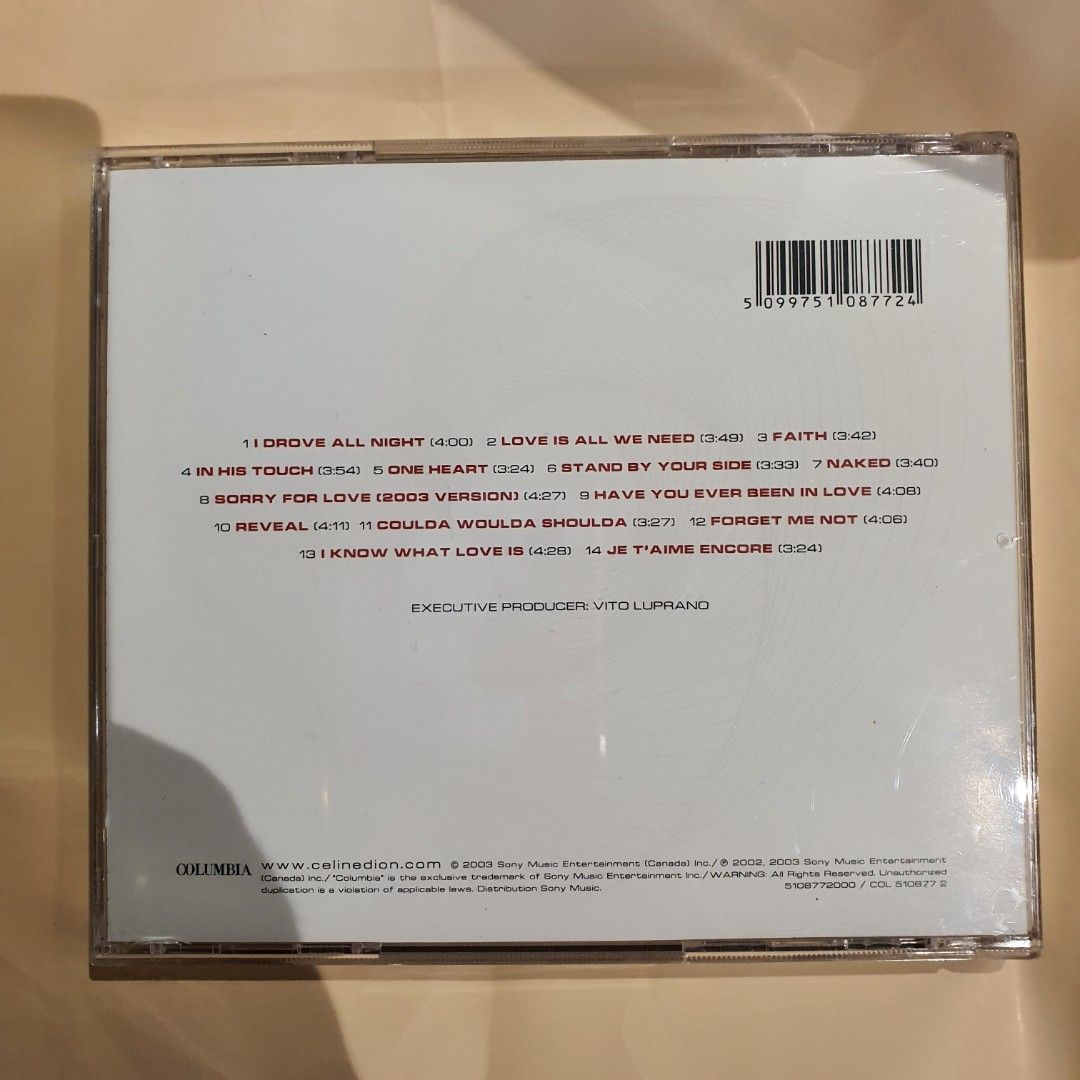 5 099751 087724
1 I DROVE ALL NIGHT (4:00) 2 LOVE IS ALL WE NEED (3:49) 3 FAITH (3:42)
4 IN HIS TOUCH (3:54) 5 ONE HEART (3:24) 6 STAND BY YOUR SIDE (3:33) 7 NAKED (3:40)
8 SORRY FOR LOVE (2003 VERSION) (4:27) 9 HAVE YOU EVER BEEN IN LOVE (4:08)
10 REVEAL (4:11) 11 COULDA WOULDA SHOULDA (3:27) 12 FORGET ME NOT (4:06)
13 I KNOW WHAT LOVE IS (4:28) 14 JE T'AIME ENCORE (3:24)
EXECUTIVE PRODUCER: VITO LUPRANO
COLUMBIA www.celinedion.com © 2003 Sony Music Entertainment (Canada) Inc./ ℗ 2002, 2003 Sony Music Entertainment
(Canada) Inc./ "Columbia" is the exclusive trademark of Sony Music Entertainment Inc./ WARNING: All Rights Reserved. Unauthorized
duplication is a violation of applicable laws. Distribution Sony Music. 5108772000 / COL 510877 2